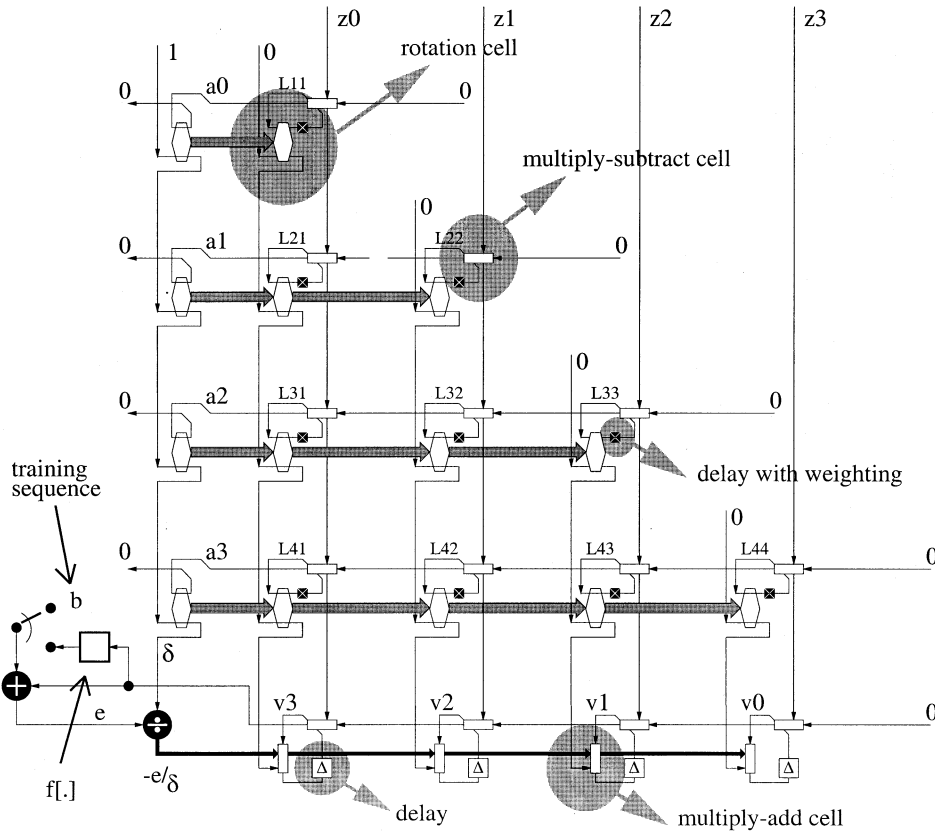 z0 z1 z2 z3
1 0
rotation cell
0 a0 L11 0
multiply-subtract cell
0
0 a1 L21 L22 0
0
0 a2 L31 L32 L33 0
training
sequence
delay with weighting
0
0 a3 L41 L42 L43 L44 0
b
δ
+
e
v3 v2 v1 v0 0
÷
-e/δ
Δ Δ Δ Δ
f[.]
delay
multiply-add cell